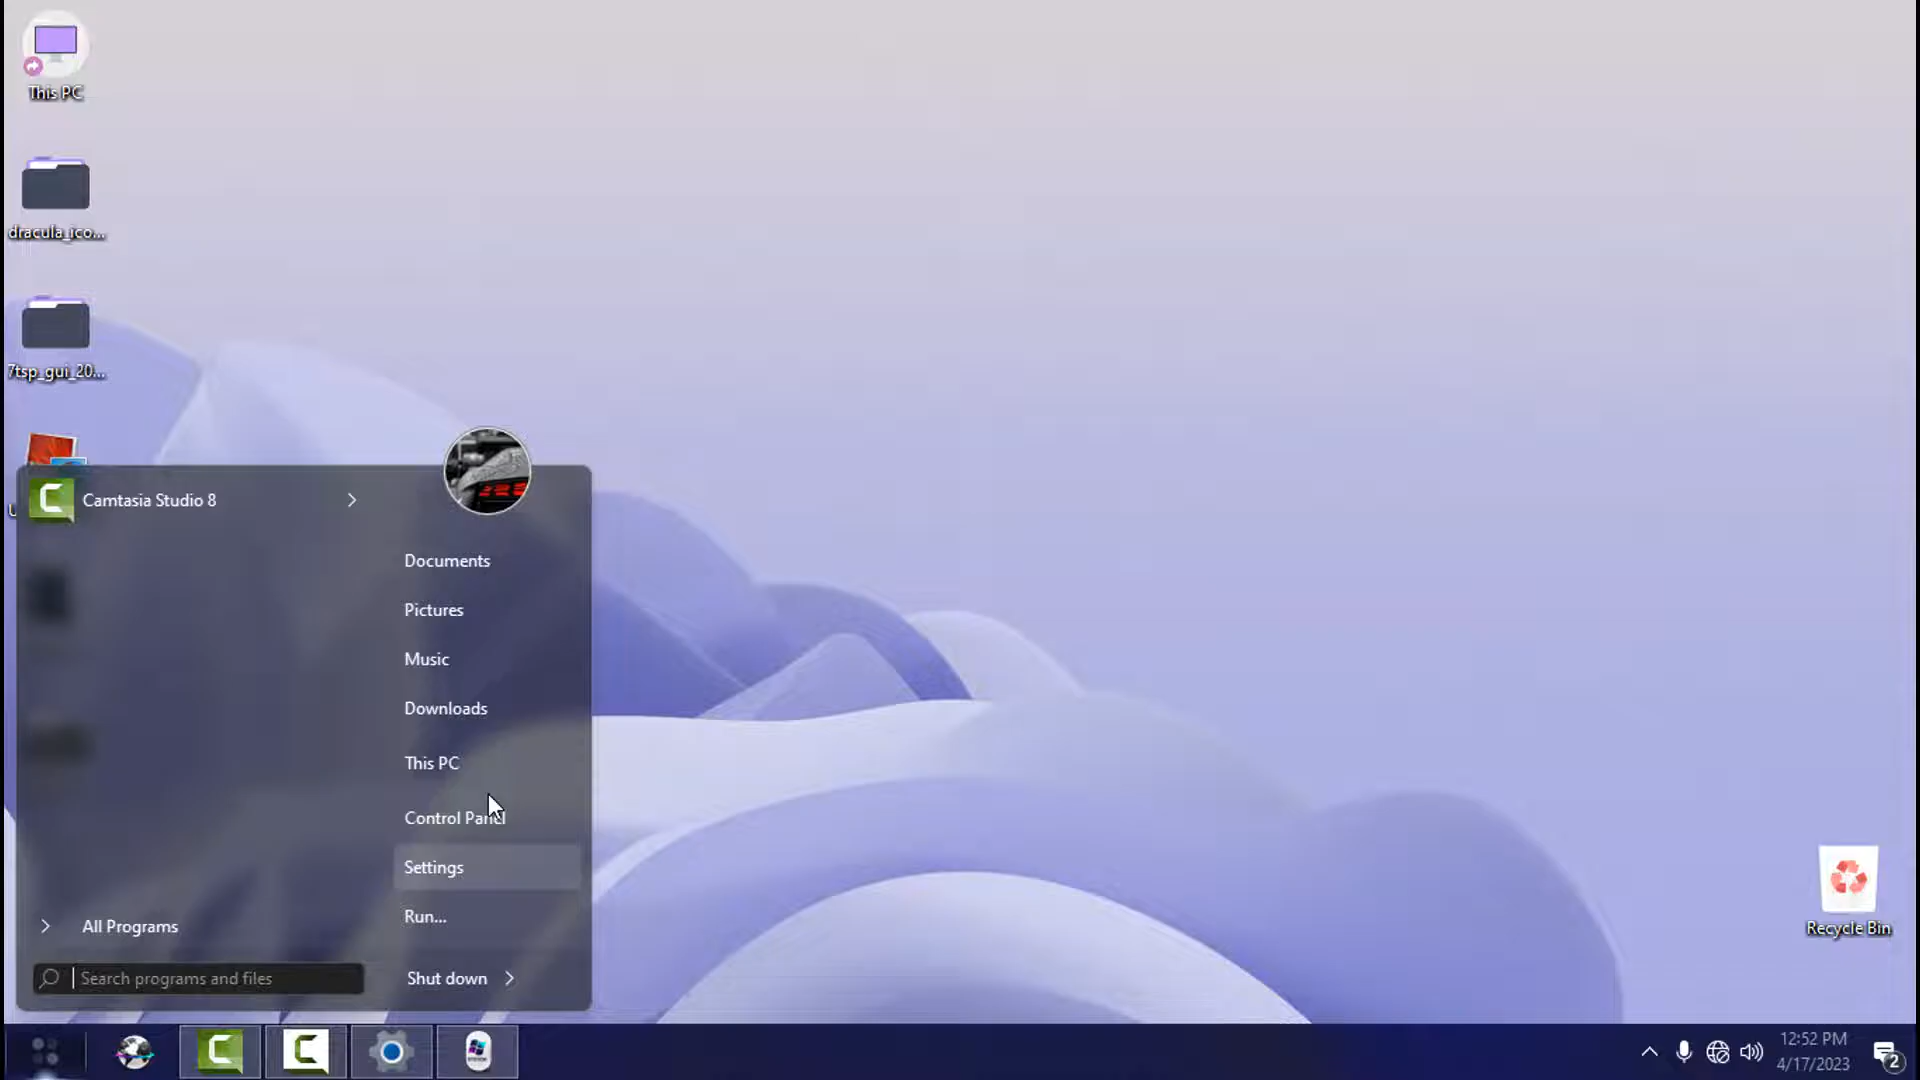 This PC
dracula_ico...
7tsp_gui_20...
U
Camtasia Studio 8
Documents
Pictures
Music
Downloads
This PC
Control Panel
Settings
Run...
All Programs
Search programs and files
Shut down
Recycle Bin
12:52 PM
4/17/2023
2